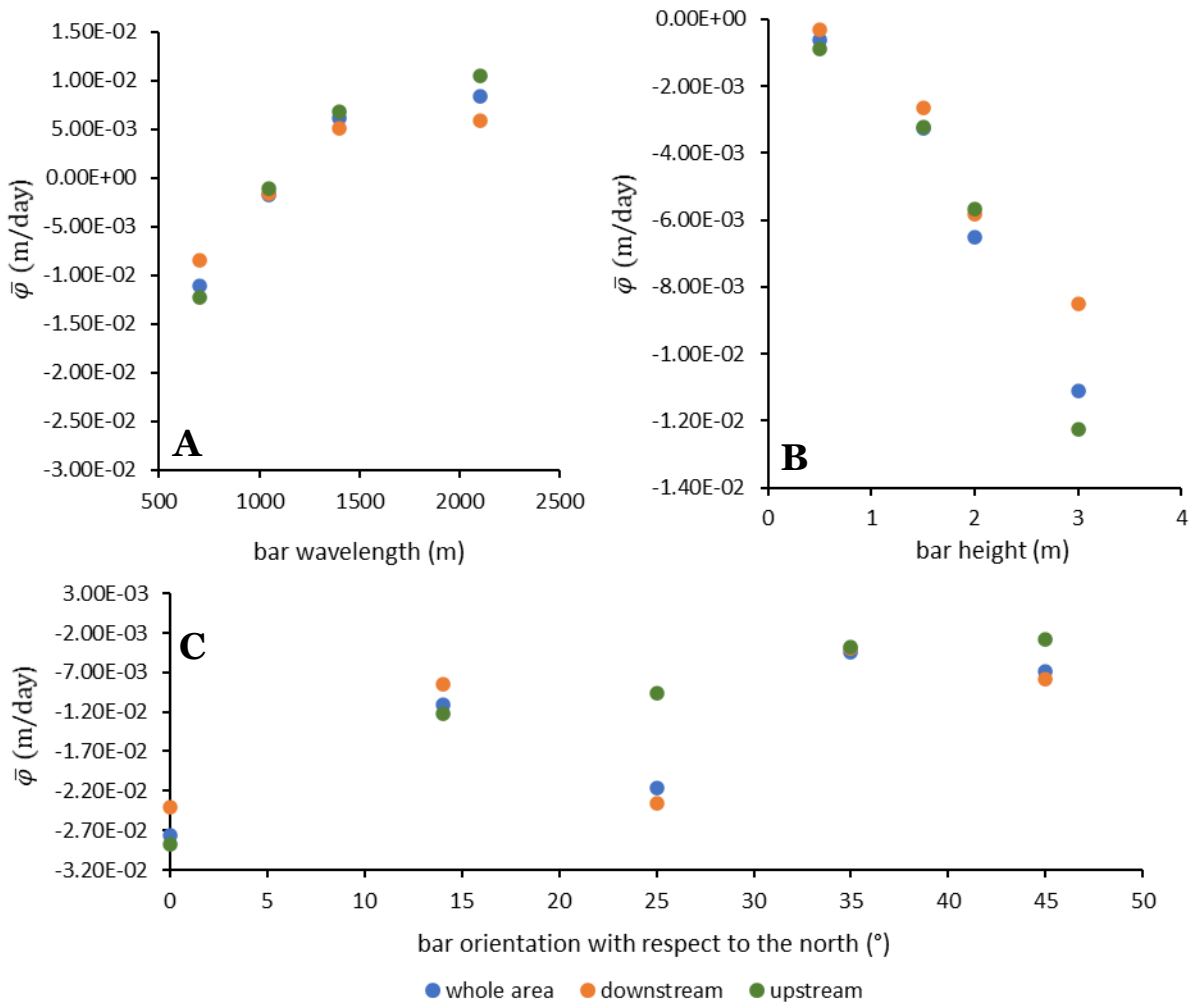 1.50E-02
1.00E-02
5.00E-03
0.00E+00
-5.00E-03
-1.00E-02
-1.50E-02
-2.00E-02
-2.50E-02
-3.00E-02
φ̄ (m/day)
A
500 1000 1500 2000 2500
bar wavelength (m)
0.00E+00
-2.00E-03
-4.00E-03
-6.00E-03
-8.00E-03
-1.00E-02
-1.20E-02
-1.40E-02
φ̄ (m/day)
B
0 1 2 3 4
bar height (m)
3.00E-03
-2.00E-03
-7.00E-03
-1.20E-02
-1.70E-02
-2.20E-02
-2.70E-02
-3.20E-02
φ̄ (m/day)
C
0 5 10 15 20 25 30 35 40 45 50
bar orientation with respect to the north (°)
whole area downstream upstream